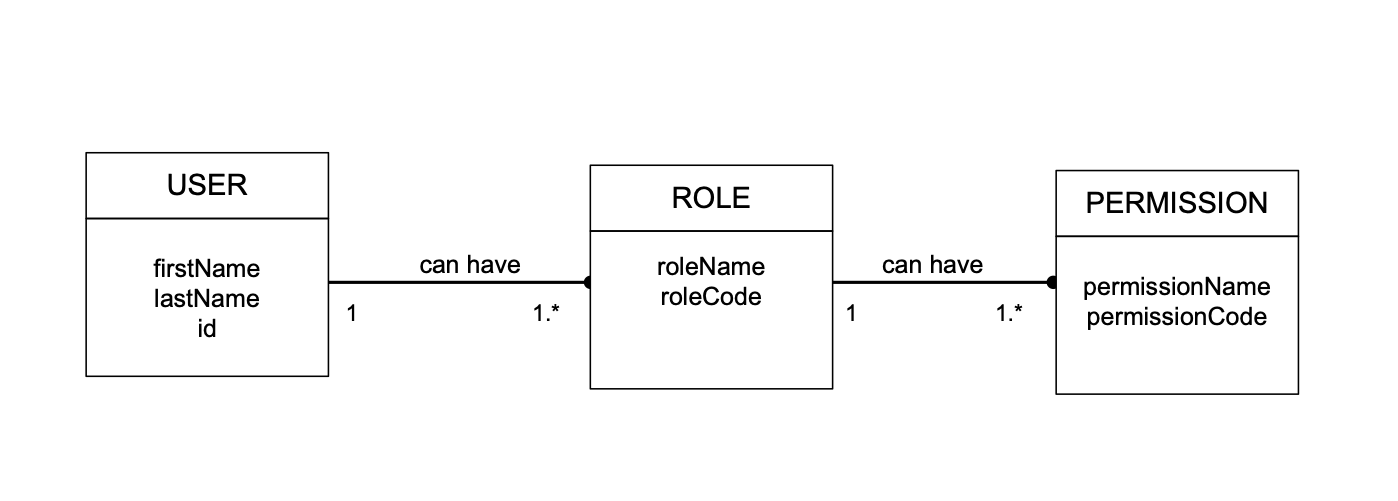 USER
firstName
lastName
id
can have
1
1.*
ROLE
roleName
roleCode
can have
1
1.*
PERMISSION
permissionName
permissionCode